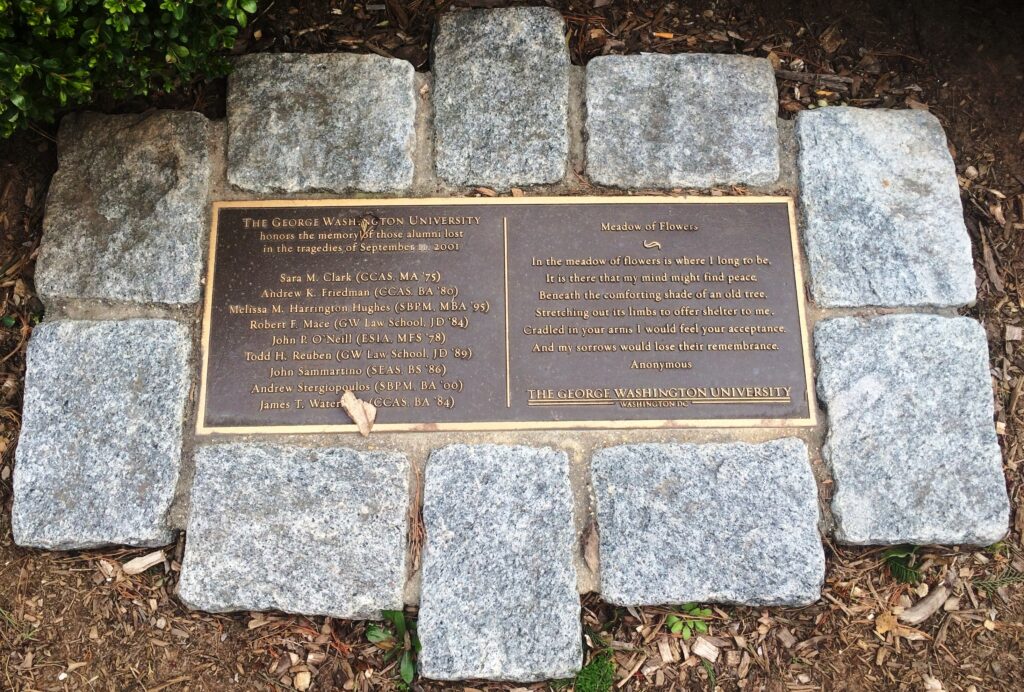 THE GEORGE WASHINGTON UNIVERSITY
honors the memory of those alumni lost
in the tragedies of September 11, 2001
Sara M. Clark (CCAS, MA '75)
Andrew K. Friedman (CCAS, BA '80)
Melissa M. Harrington Hughes (SBPM, MBA '95)
Robert F. Mace (GW Law School, JD '84)
John P. O'Neill (ESIA, MFS '78)
Todd H. Reuben (GW Law School, JD '89)
John Sammartino (SEAS, BS '86)
Andrew Stergiopoulos (SBPM, BA '00)
James T. (CCAS, BA '84)
Meadow of Flowers
In the meadow of flowers is where I long to be,
It is there that my mind might find peace,
Beneath the comforting shade of an old tree,
Stretching out its limbs to offer shelter to me,
Cradled in your arms I would feel your acceptance,
And my sorrows would lose their remembrance.
Anonymous
THE GEORGE WASHINGTON UNIVERSITY
WASHINGTON DC